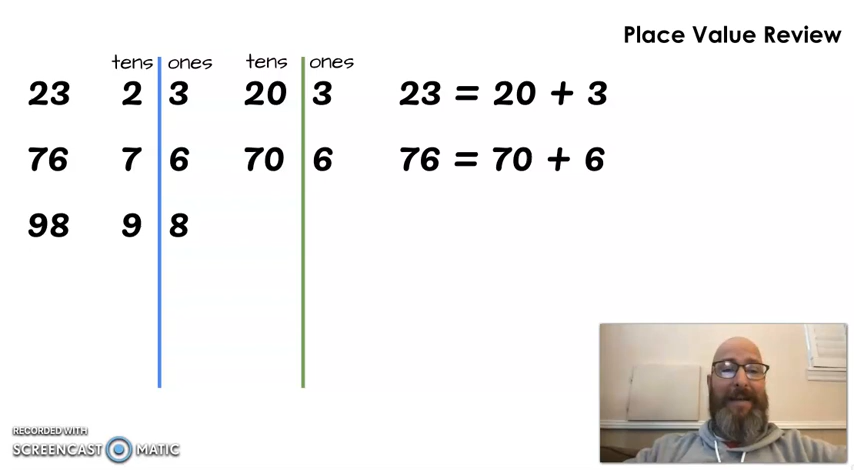 Place Value Review
tens ones tens ones
23 2 3 20 3 23 = 20 + 3
76 7 6 70 6 76 = 70 + 6
98 9 8
RECORDED WITH
SCREENCAST MATIC